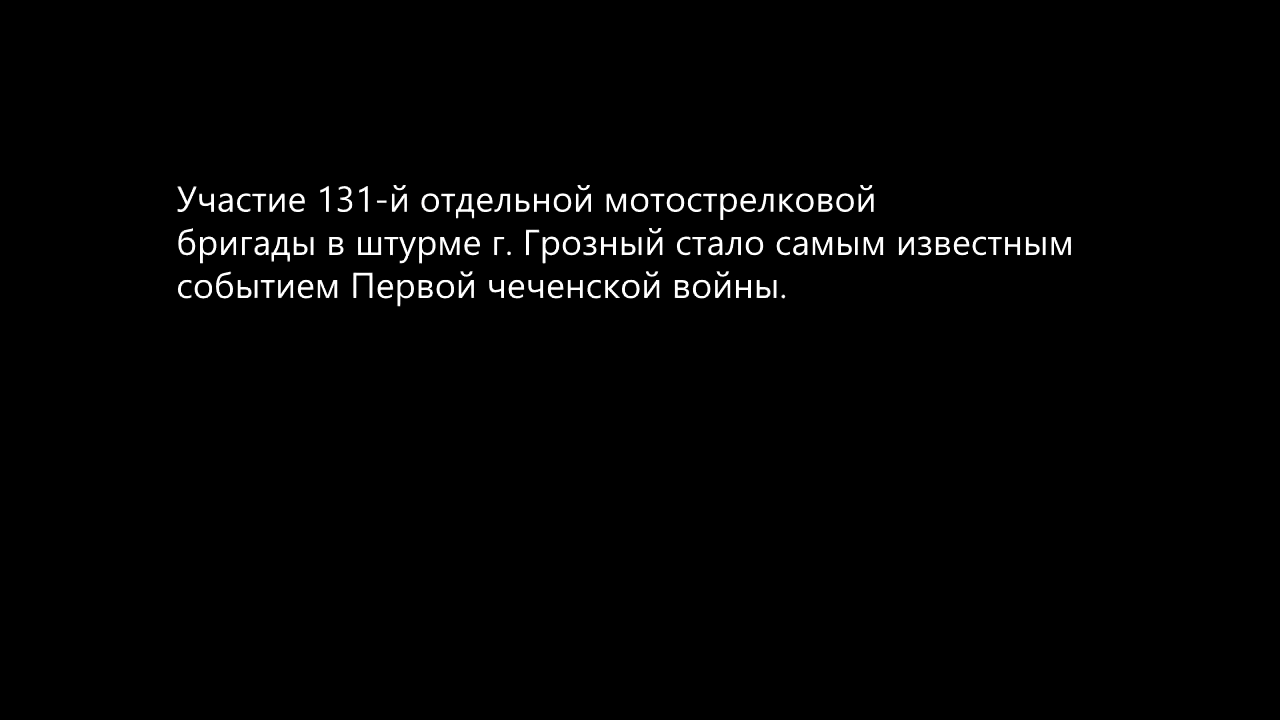 Участие 131-й отдельной мотострелковой
бригады в штурме г. Грозный стало самым известным
событием Первой чеченской войны.